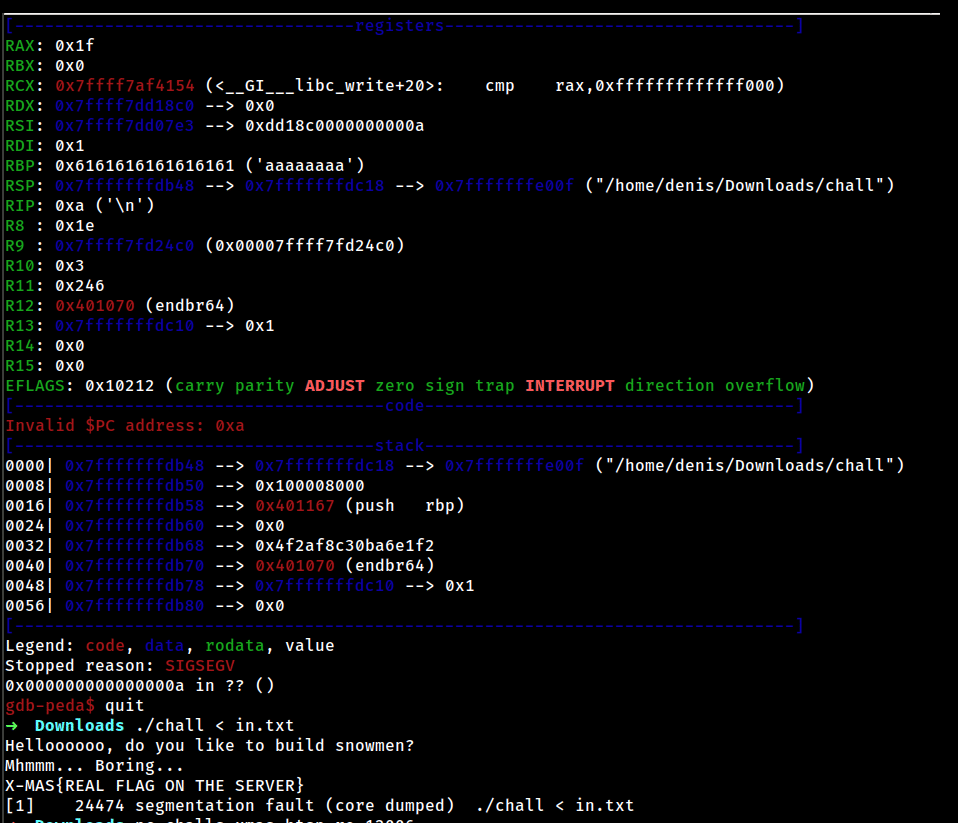 [----------------------------------registers-----------------------------------]
RAX: 0x1f
RBX: 0x0
RCX: 0x7ffff7af4154 (<__GI___libc_write+20>:    cmp    rax,0xfffffffffffff000)
RDX: 0x7ffff7dd18c0 --> 0x0
RSI: 0x7ffff7dd07e3 --> 0xdd18c0000000000a
RDI: 0x1
RBP: 0x6161616161616161 ('aaaaaaaa')
RSP: 0x7fffffffdb48 --> 0x7fffffffdc18 --> 0x7fffffffe00f ("/home/denis/Downloads/chall")
RIP: 0xa ('\n')
R8 : 0x1e
R9 : 0x7ffff7fd24c0 (0x00007ffff7fd24c0)
R10: 0x3
R11: 0x246
R12: 0x401070 (endbr64)
R13: 0x7fffffffdc10 --> 0x1
R14: 0x0
R15: 0x0
EFLAGS: 0x10212 (carry parity ADJUST zero sign trap INTERRUPT direction overflow)
[-------------------------------------code-------------------------------------]
Invalid $PC address: 0xa
[------------------------------------stack-------------------------------------]
0000| 0x7fffffffdb48 --> 0x7fffffffdc18 --> 0x7fffffffe00f ("/home/denis/Downloads/chall")
0008| 0x7fffffffdb50 --> 0x100008000
0016| 0x7fffffffdb58 --> 0x401167 (push   rbp)
0024| 0x7fffffffdb60 --> 0x0
0032| 0x7fffffffdb68 --> 0x4f2af8c30ba6e1f2
0040| 0x7fffffffdb70 --> 0x401070 (endbr64)
0048| 0x7fffffffdb78 --> 0x7fffffffdc10 --> 0x1
0056| 0x7fffffffdb80 --> 0x0
[------------------------------------------------------------------------------]
Legend: code, data, rodata, value
Stopped reason: SIGSEGV
0x000000000000000a in ?? ()
gdb-peda$ quit
→  Downloads ./chall < in.txt
Helloooooo, do you like to build snowmen?
Mhmmm... Boring...
X-MAS{REAL FLAG ON THE SERVER}
[1]    24474 segmentation fault (core dumped)  ./chall < in.txt
Downloads